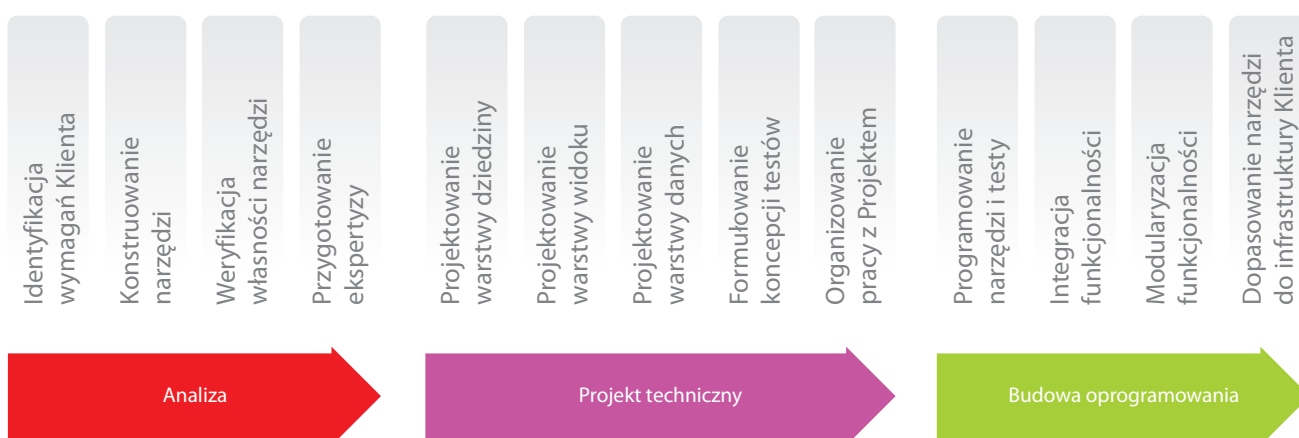 Identyfikacja
wymagań Klienta
Konstruowanie
narzędzi
Weryfikacja
własności narzędzi
Przygotowanie
ekspertyzy
Projektowanie
warstwy dziedziny
Projektowanie
warstwy widoku
Projektowanie
warstwy danych
Formułowanie
koncepcji testów
Organizowanie
pracy z Projektem
Programowanie
narzędzi i testy
Integracja
funkcjonalności
Modularyzacja
funkcjonalności
Dopasowanie narzędzi
do infrastruktury Klienta
Analiza
Projekt techniczny
Budowa oprogramowania